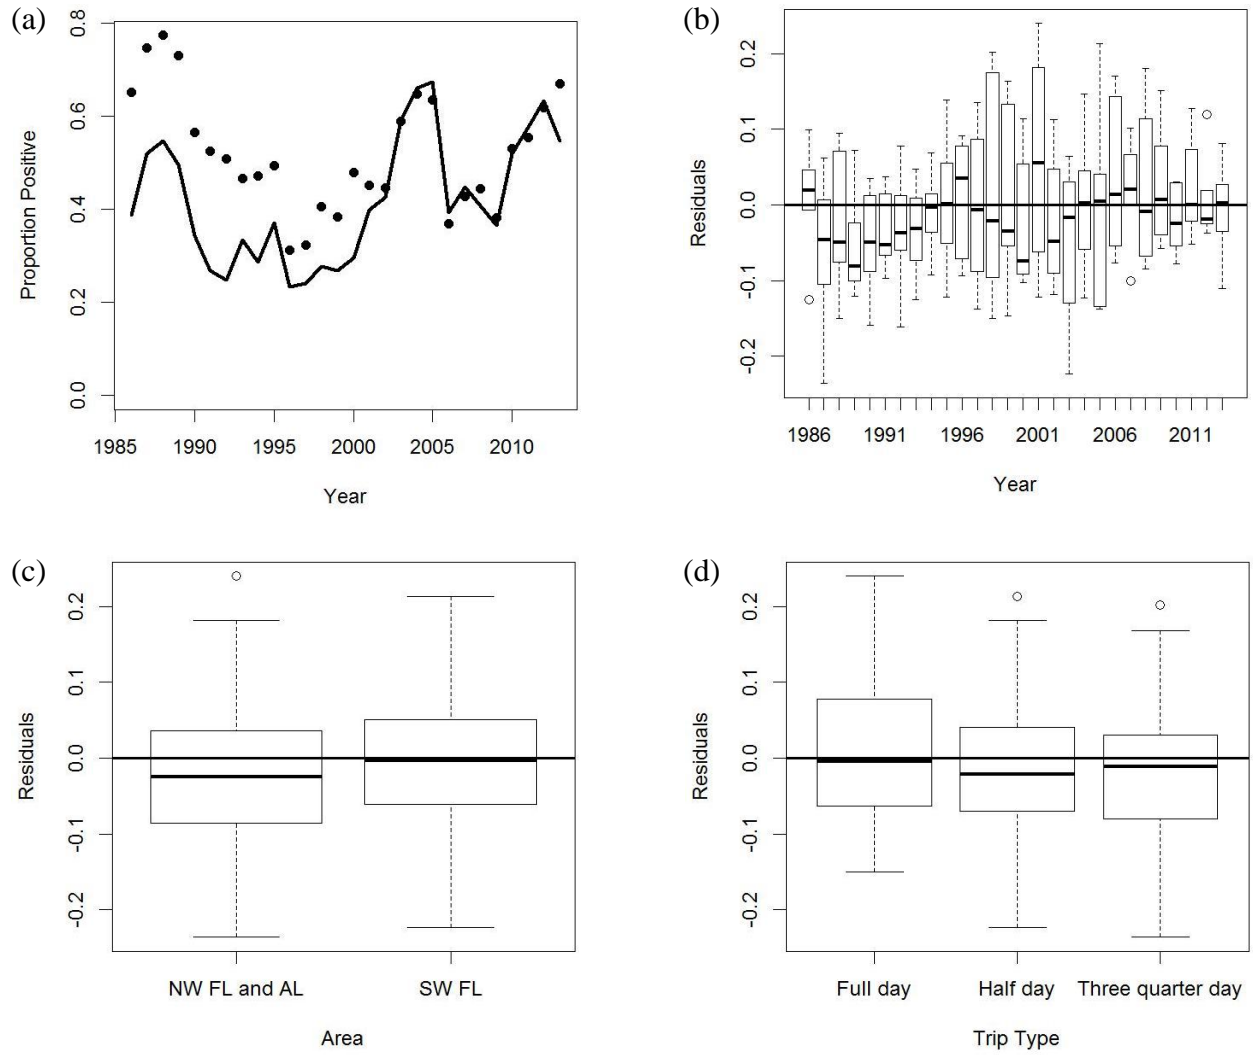 (a)
Proportion Positive
0.8
0.6
0.4
0.2
0.0
1985 1990 1995 2000 2005 2010
Year
(b)
Residuals
0.2
0.1
0.0
-0.1
-0.2
1986 1991 1996 2001 2006 2011
Year
(c)
Residuals
0.2
0.1
0.0
-0.1
-0.2
NW FL and AL SW FL
Area
(d)
Residuals
0.2
0.1
0.0
-0.1
-0.2
Full day Half day Three quarter day
Trip Type